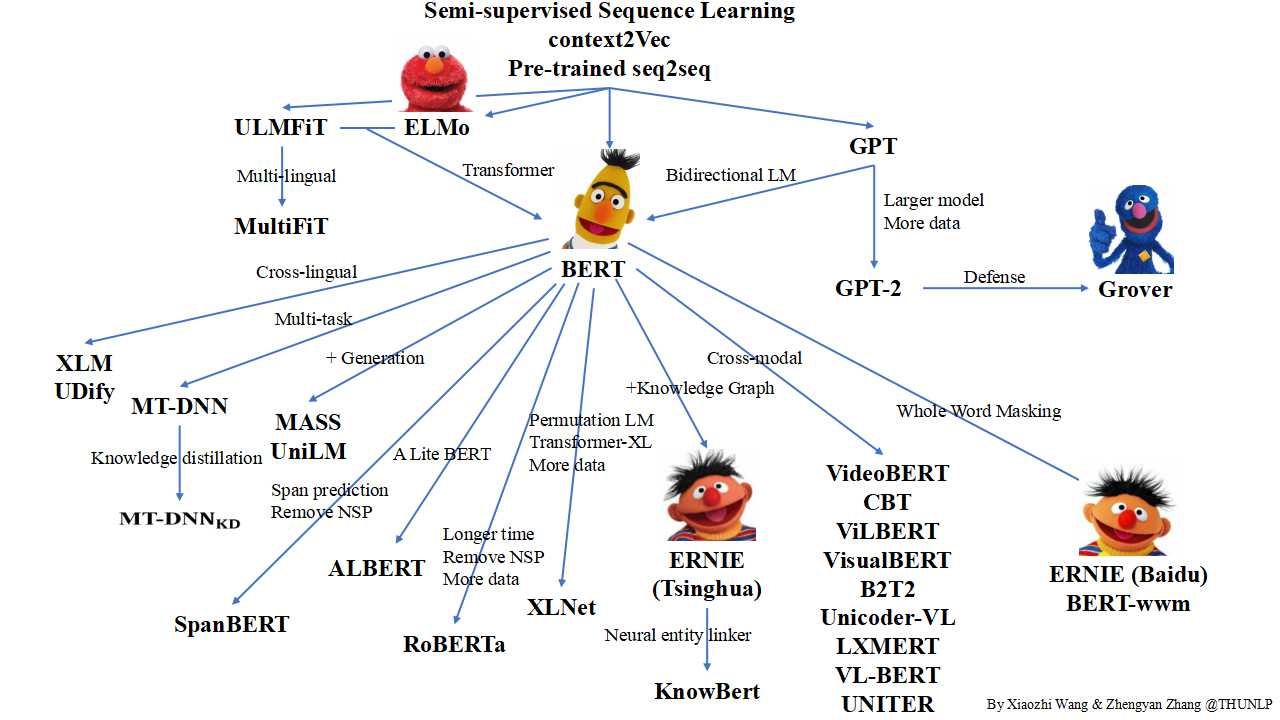 Semi-supervised Sequence Learning
context2Vec
Pre-trained seq2seq
ULMFiT
ELMo
GPT
Multi-lingual
Transformer
Bidirectional LM
Larger model
More data
MultiFiT
BERT
GPT-2
Defense
Grover
Cross-lingual
Multi-task
+ Generation
Cross-modal
+Knowledge Graph
Whole Word Masking
XLM
UDify
MT-DNN
MASS
UniLM
Knowledge distillation
A Lite BERT
Permutation LM
Transformer-XL
More data
Span prediction
Remove NSP
MT-DNNKD
Longer time
Remove NSP
More data
ALBERT
SpanBERT
RoBERTa
XLNet
ERNIE
(Tsinghua)
Neural entity linker
KnowBert
VideoBERT
CBT
ViLBERT
VisualBERT
B2T2
Unicoder-VL
LXMERT
VL-BERT
UNITER
ERNIE (Baidu)
BERT-wwm
By Xiaozhi Wang & Zhengyan Zhang @THUNLP